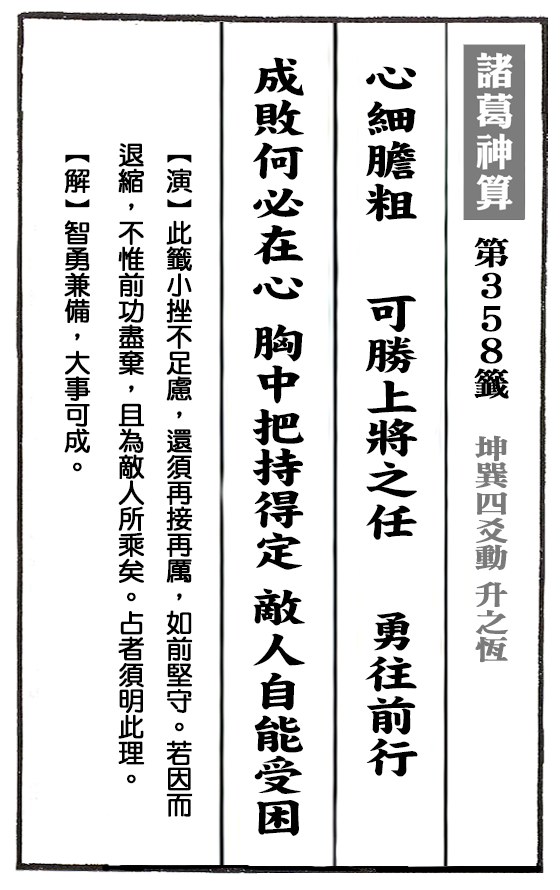 諸葛神算 第358籤 坤巽四爻動 升之恆
心細膽粗 可勝上將之任 勇往前行
成敗何必在心 胸中把持得定 敵人自能受困
【演】此籤小挫不足慮，還須再接再厲，如前堅守。若因而
退縮，不惟前功盡棄，且為敵人所乘矣。占者須明此理。
【解】智勇兼備，大事可成。